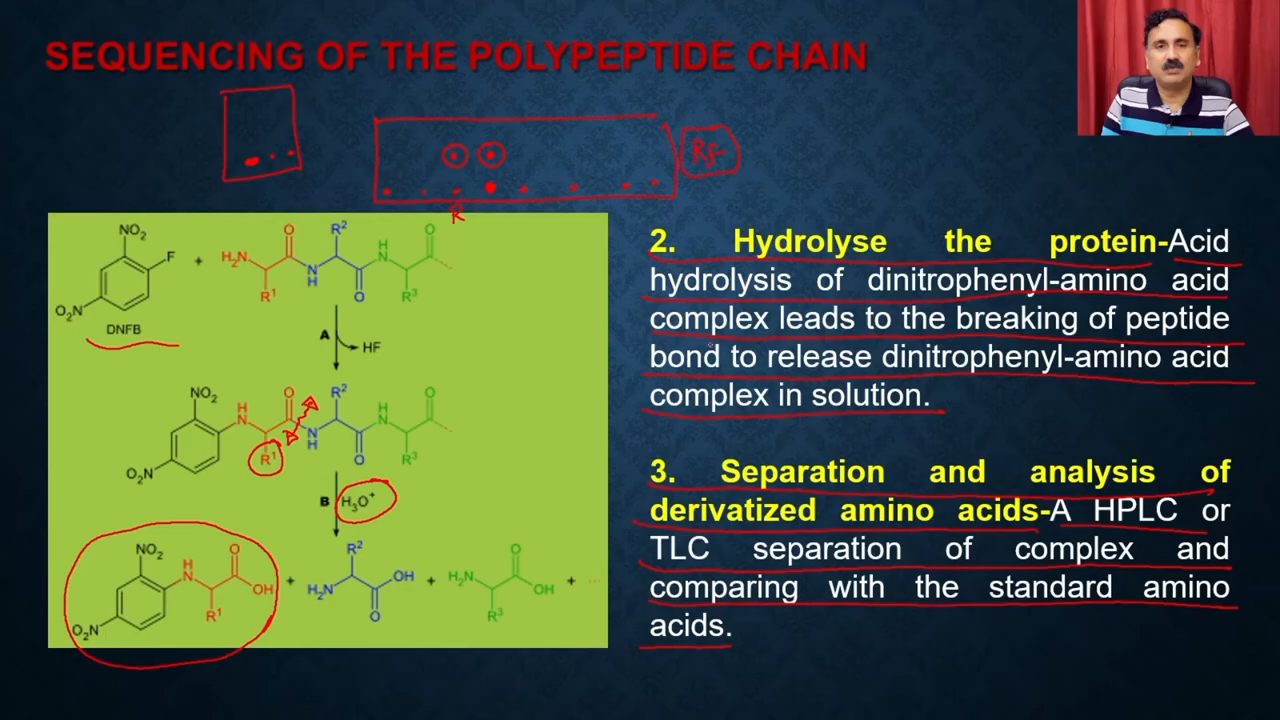 SEQUENCING OF THE POLYPEPTIDE CHAIN
Rf
R
NO₂
F
+
H₂N
O
R¹
N
H
R²
O
H
N
R³
O
O₂N
DNFB
A
HF
NO₂
H
N
O
R¹
N
H
R²
O
H
N
R³
O
O₂N
B
H₃O⁺
NO₂
H
N
O
OH
R¹
O₂N
+
R²
H₂N
OH
O
+
H₂N
O
OH
R³
+
2. Hydrolyse the protein-Acid
hydrolysis of dinitrophenyl-amino acid
complex leads to the breaking of peptide
bond to release dinitrophenyl-amino acid
complex in solution.
3. Separation and analysis of
derivatized amino acids-A HPLC or
TLC separation of complex and
comparing with the standard amino
acids.